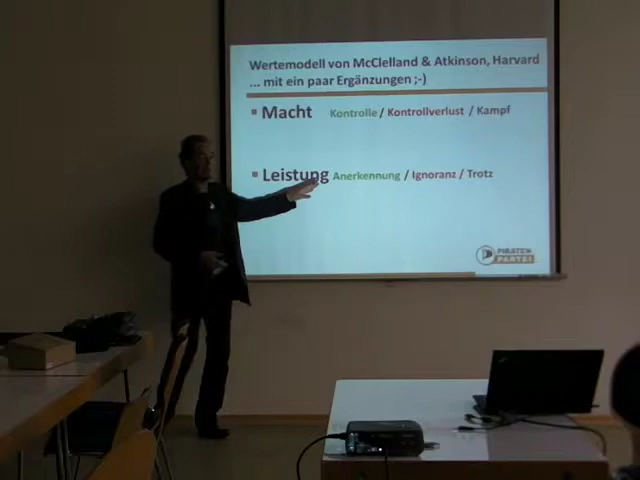 Wertemodell von McClelland & Atkinson, Harvard
... mit ein paar Ergänzungen ;-)
Macht Kontrolle / Kontrollverlust / Kampf
Leistung Anerkennung / Ignoranz / Trotz
PIRATEN
PARTEI